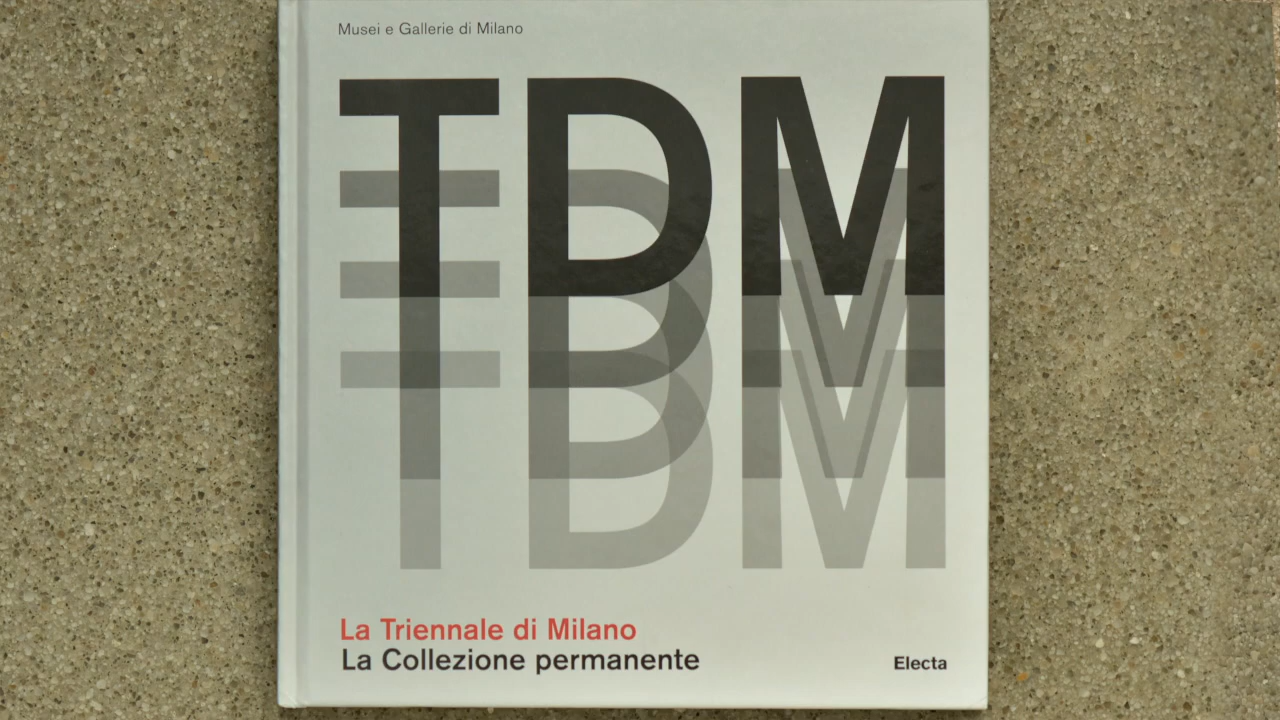 Musei e Gallerie di Milano
TDM
TDM
TDM
TDM
La Triennale di Milano
La Collezione permanente
Electa